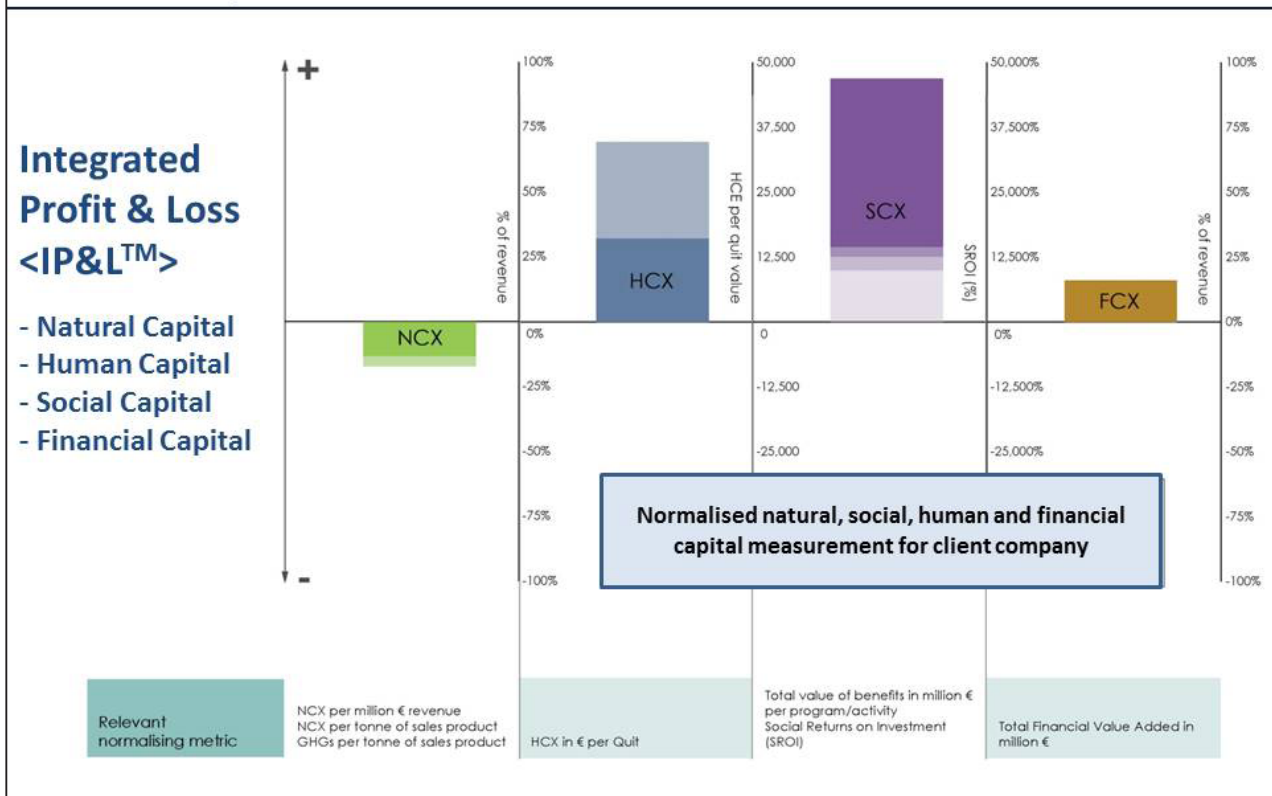 Integrated
Profit & Loss
<IP&L™>
- Natural Capital
- Human Capital
- Social Capital
- Financial Capital
+
-
NCX
100%
75%
50%
25%
0%
-25%
-50%
-75%
-100%
% of revenue
HCX
50,000
37,500
25,000
12,500
0
-12,500
-25,000
HCE per quit value
SCX
50,000%
37,500%
25,000%
12,500%
0%
-12,500%
-25,000%
SROI (%)
FCX
100%
75%
50%
25%
0%
-25%
-50%
-75%
-100%
% of revenue
Normalised natural, social, human and financial
capital measurement for client company
Relevant
normalising metric
NCX per million € revenue
NCX per tonne of sales product
GHGs per tonne of sales product
HCX in € per Quit
Total value of benefits in million €
per program/activity
Social Returns on Investment
(SROI)
Total Financial Value Added in
million €